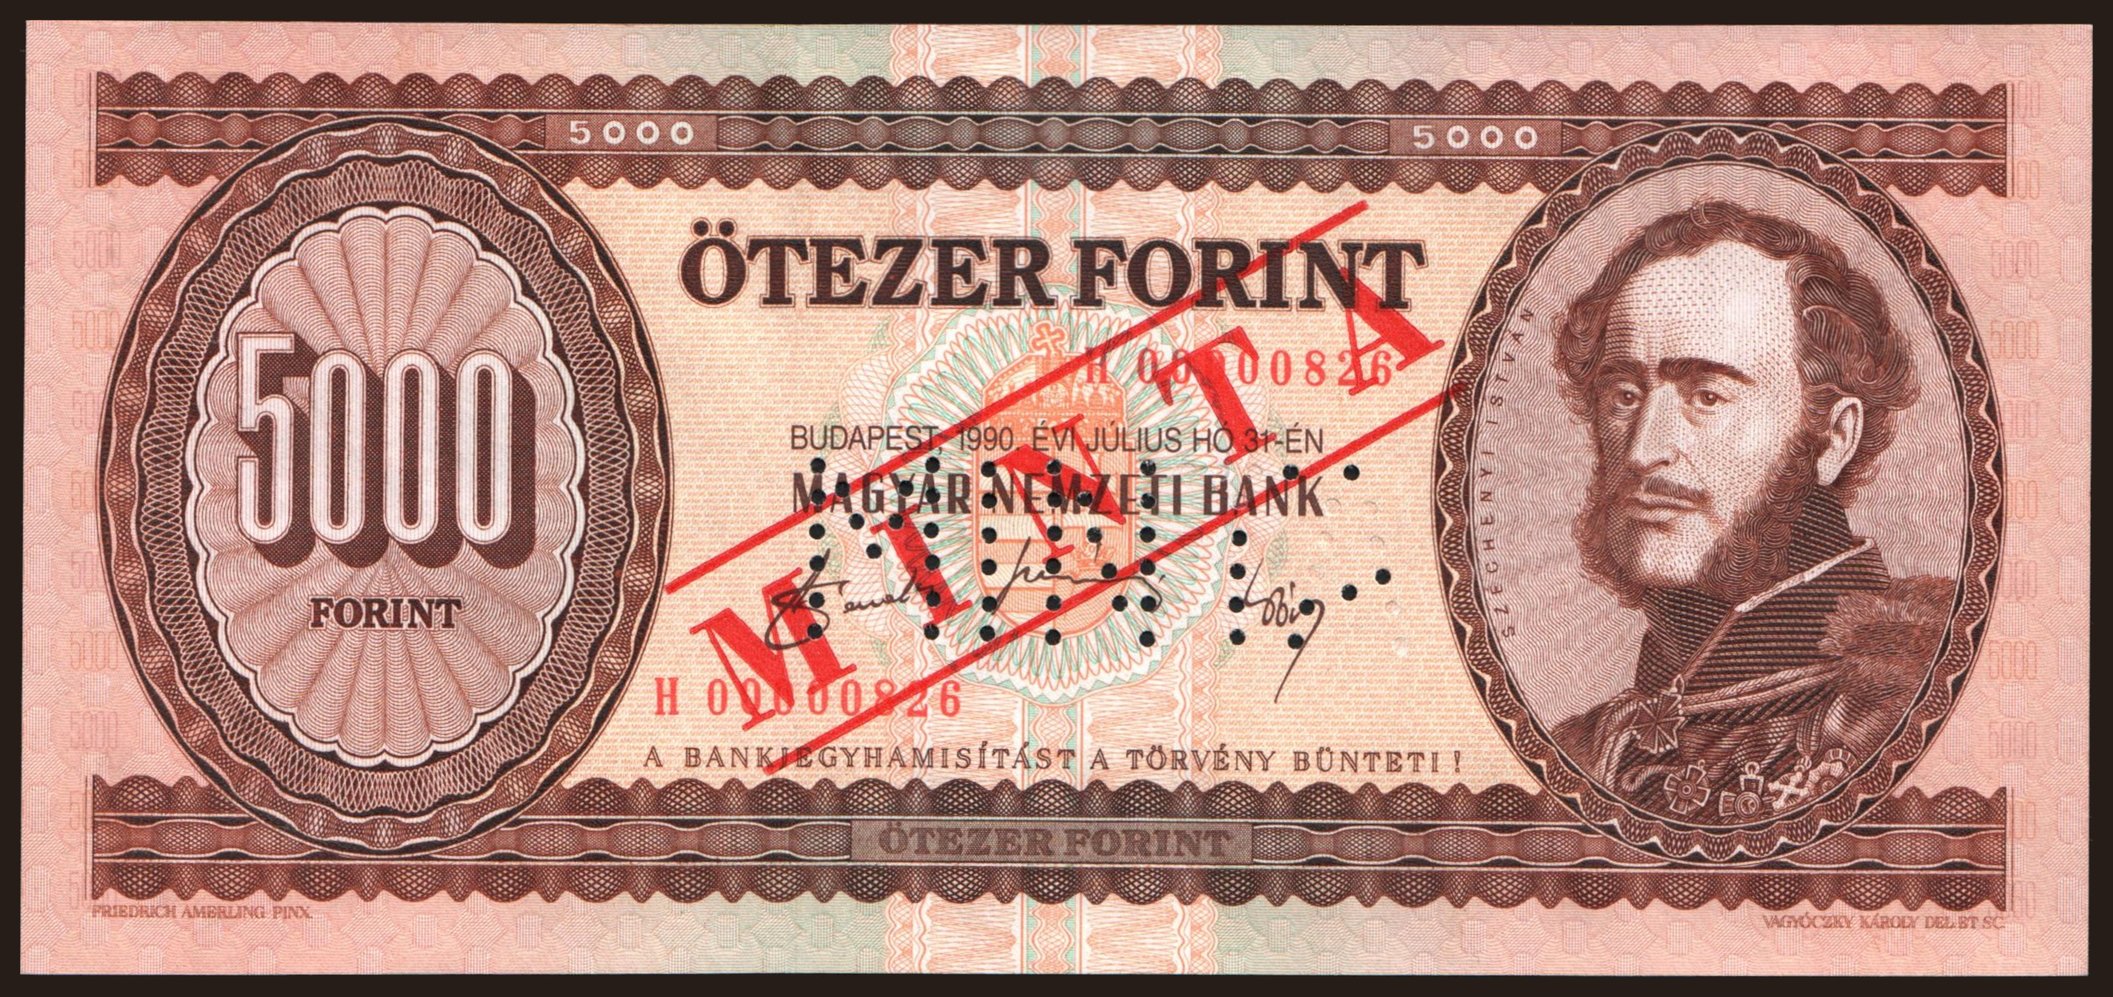 5000
5000
ÖTEZER FORINT
H 00000826
BUDAPEST, 1990. ÉVI JÚLIUS HÓ 31-ÉN
MAGYAR NEMZETI BANK
MINTA
MINTA
5000
FORINT
SZÉCHENYI ISTVÁN
H 00000826
A BANKJEGYHAMISÍTÁST A TÖRVÉNY BÜNTETI !
ÖTEZER FORINT
FRIEDRICH AMERLING PINX.
VAGYÓCZKY KÁROLY DEL.ET SC.